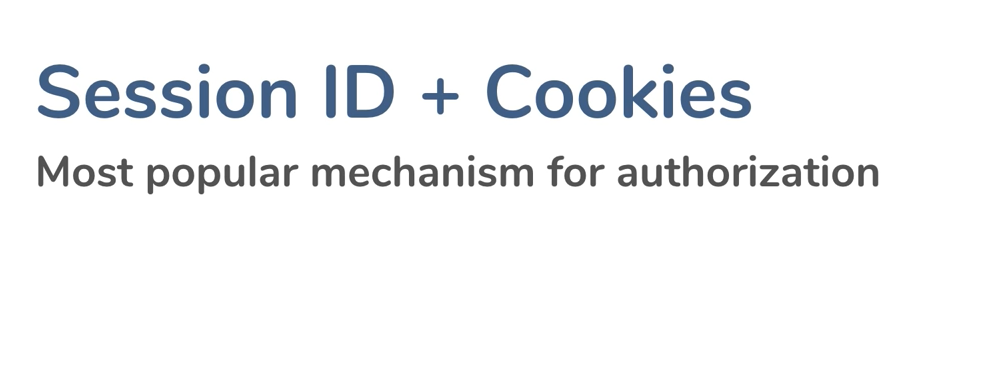 Session ID + Cookies
Most popular mechanism for authorization